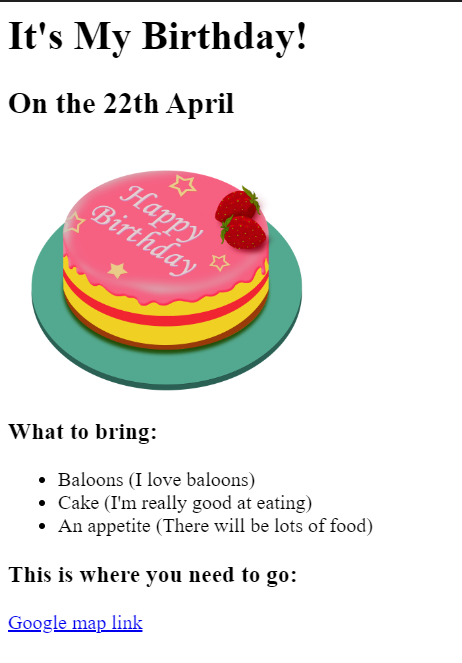 It's My Birthday!
On the 22th April
Happy
Birthday
What to bring:
Baloons (I love baloons)
Cake (I'm really good at eating)
An appetite (There will be lots of food)
This is where you need to go:
Google map link